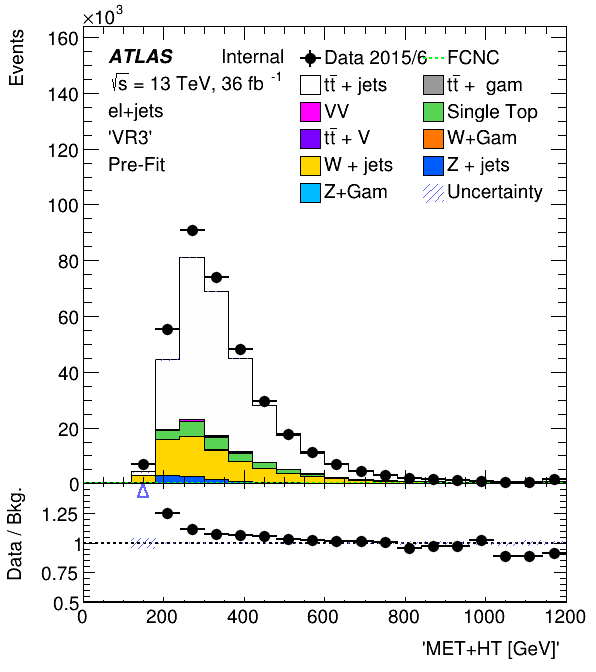 ×10³
Events
160
140
120
100
80
60
40
20
0
ATLAS Internal
√s = 13 TeV, 36 fb⁻¹
el+jets
'VR3'
Pre-Fit
Data 2015/6 FCNC
tt̄ + jets tt̄ + gam
VV Single Top
tt̄ + V W+Gam
W + jets Z + jets
Z+Gam Uncertainty
Data / Bkg.
1.25
1
0.75
0.5
0 200 400 600 800 1000 1200
'MET+HT [GeV]'